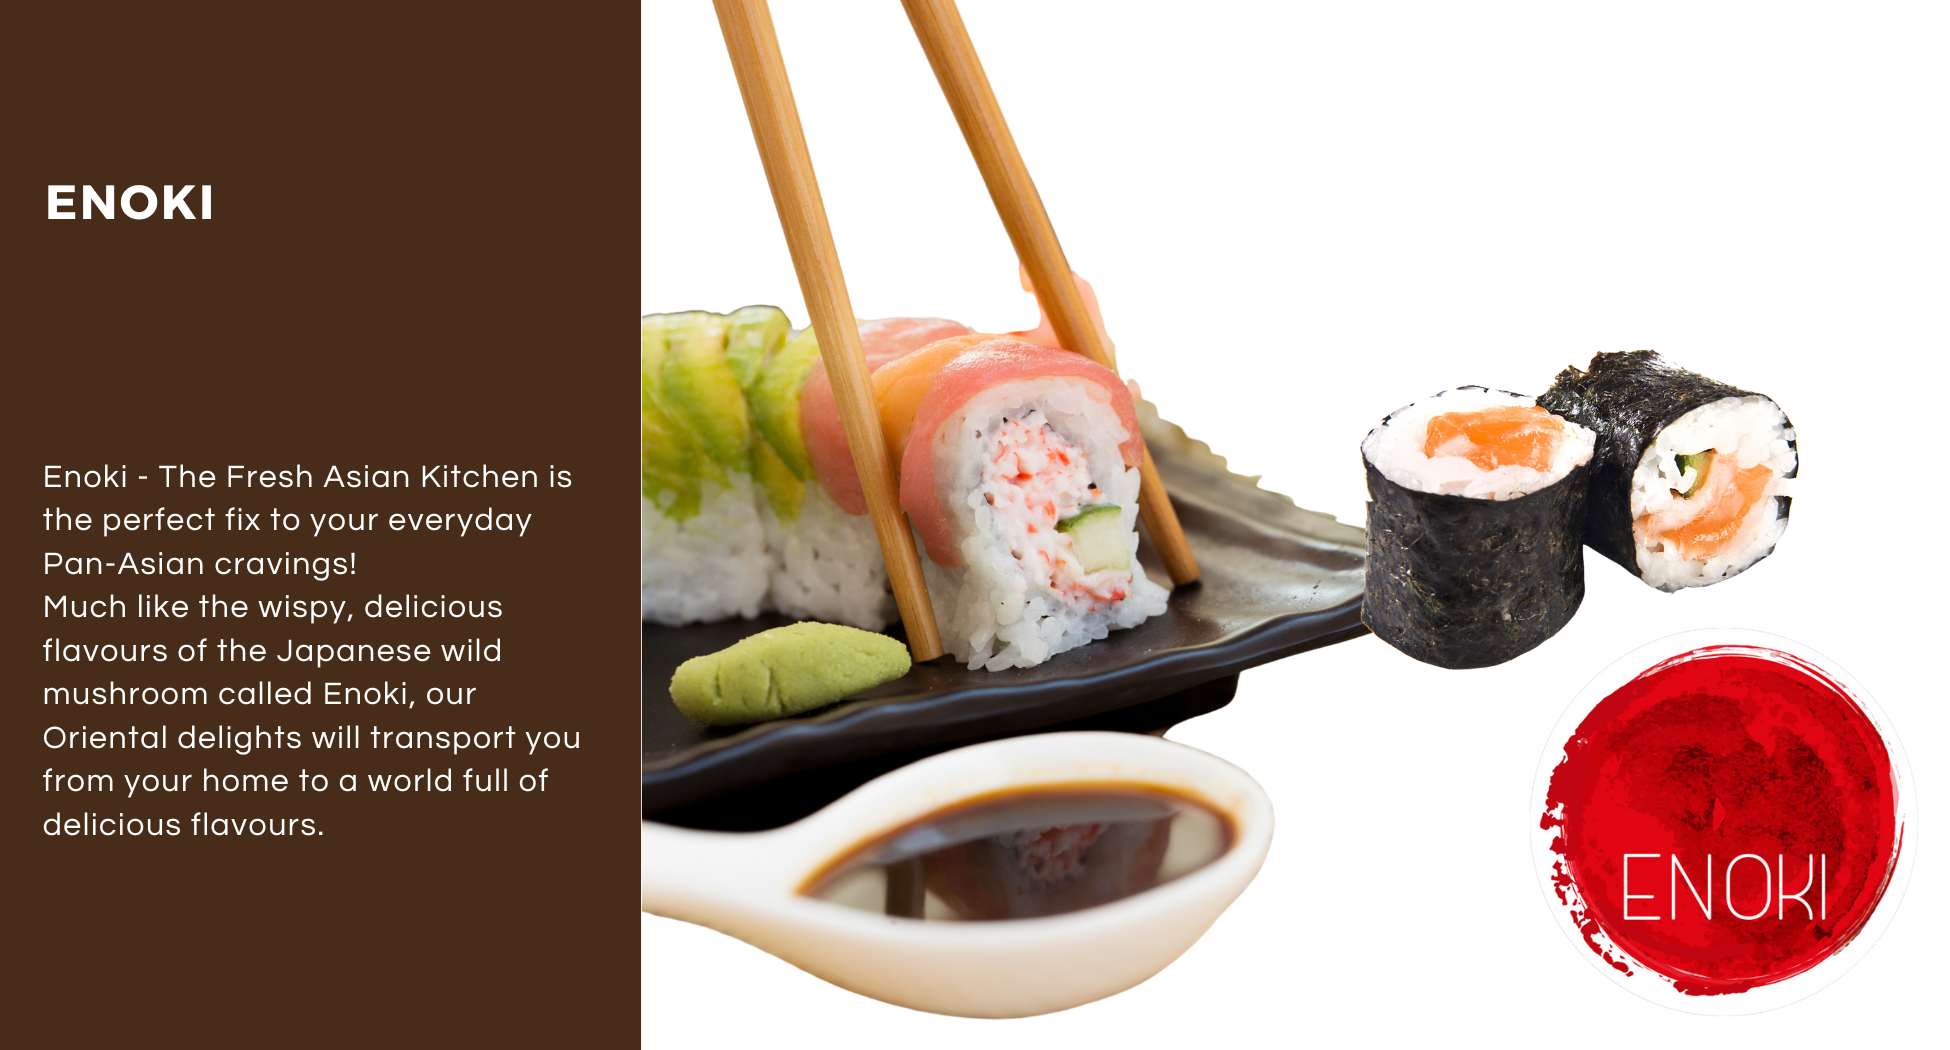 ENOKI
Enoki - The Fresh Asian Kitchen is
the perfect fix to your everyday
Pan-Asian cravings!
Much like the wispy, delicious
flavours of the Japanese wild
mushroom called Enoki, our
Oriental delights will transport you
from your home to a world full of
delicious flavours.
ENOKI